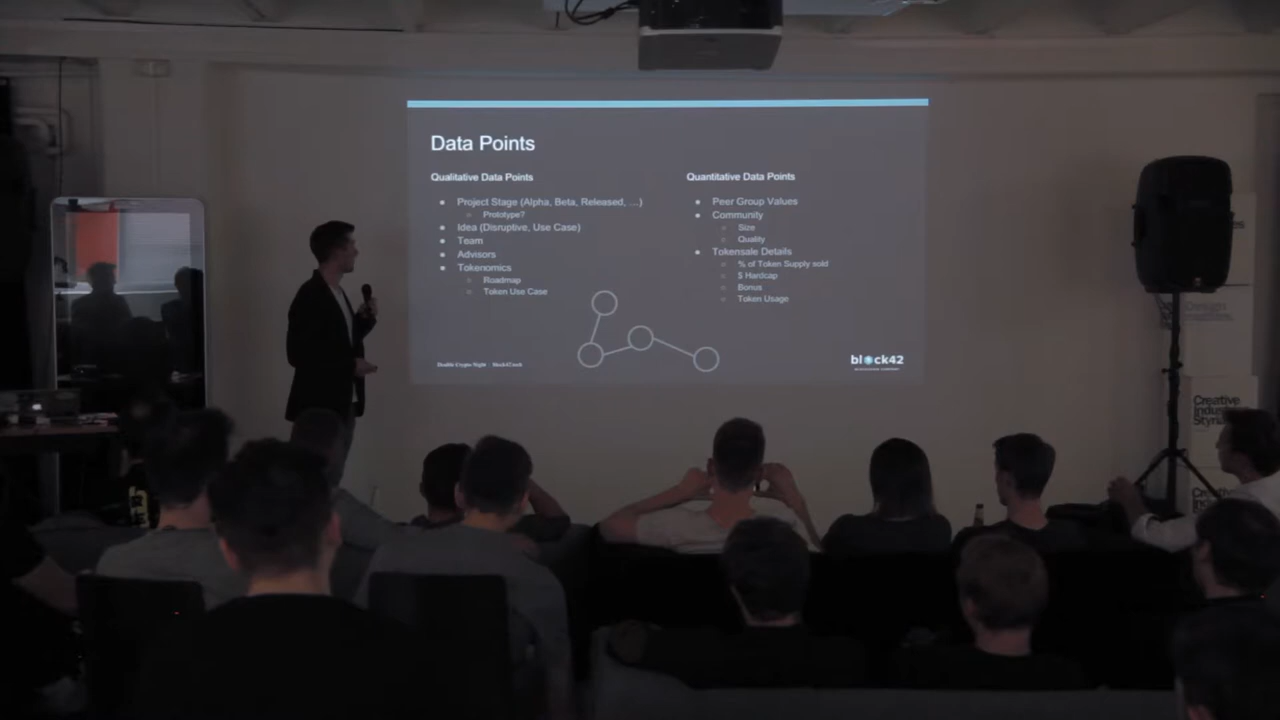 Data Points
Qualitative Data Points
Project Stage (Alpha, Beta, Released, ...)
Prototype?
Idea (Disruptive, Use Case)
Team
Advisors
Tokenomics
Roadmap
Token Use Case
Quantitative Data Points
Peer Group Values
Community
Size
Quality
Tokensale Details
% of Token Supply sold
$ Hardcap
Bonus
Token Usage
block42
Creative
Indus
Styria